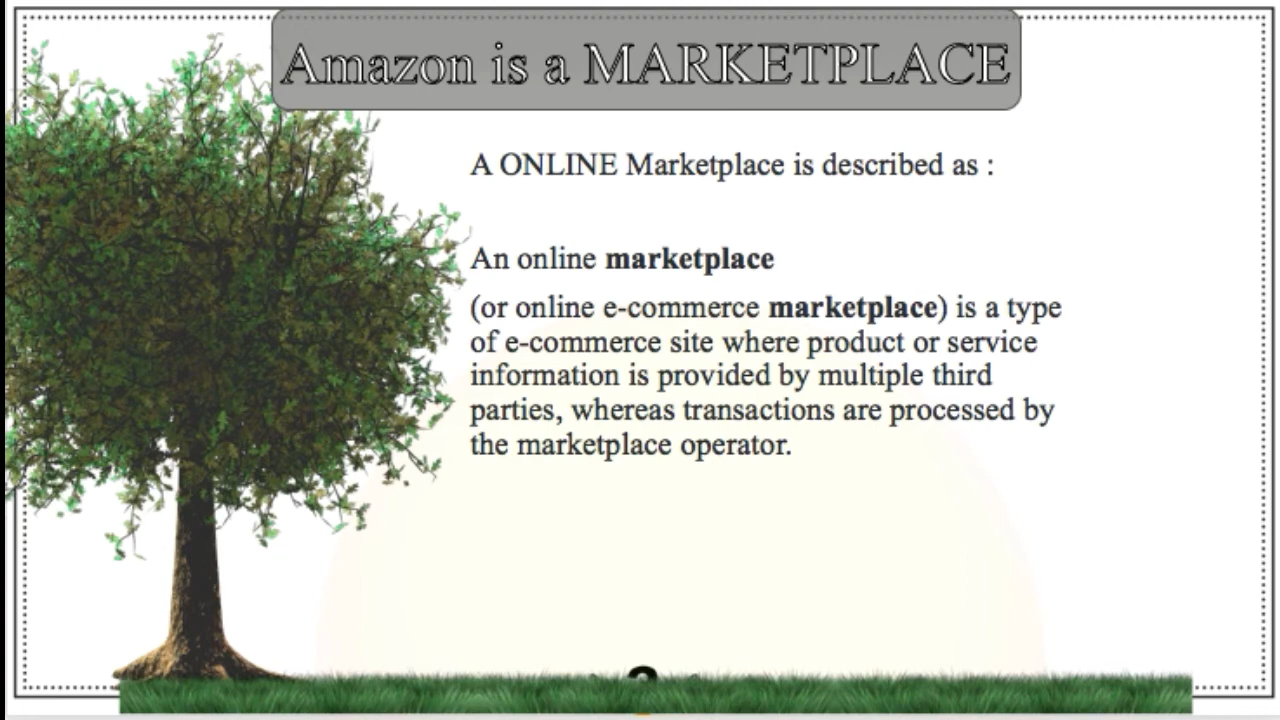 Amazon is a MARKETPLACE
A ONLINE Marketplace is described as :
An online marketplace
(or online e-commerce marketplace) is a type
of e-commerce site where product or service
information is provided by multiple third
parties, whereas transactions are processed by
the marketplace operator.